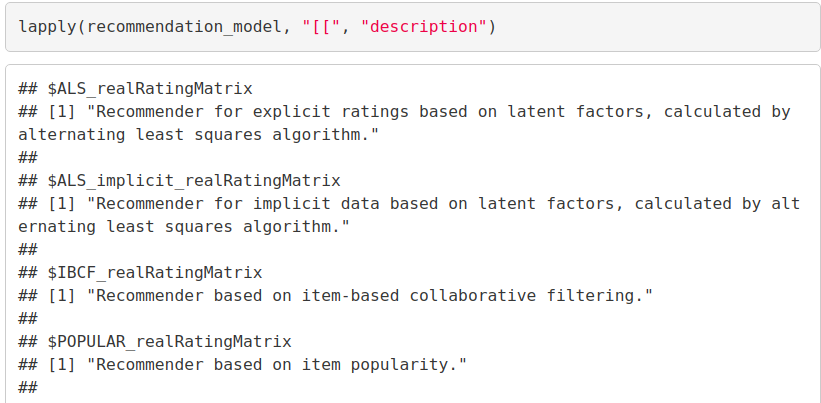 lapply(recommendation_model, "[[", "description")
## $ALS_realRatingMatrix
## [1] "Recommender for explicit ratings based on latent factors, calculated by
alternating least squares algorithm."
##
## $ALS_implicit_realRatingMatrix
## [1] "Recommender for implicit data based on latent factors, calculated by alt
ernating least squares algorithm."
##
## $IBCF_realRatingMatrix
## [1] "Recommender based on item-based collaborative filtering."
##
## $POPULAR_realRatingMatrix
## [1] "Recommender based on item popularity."
##